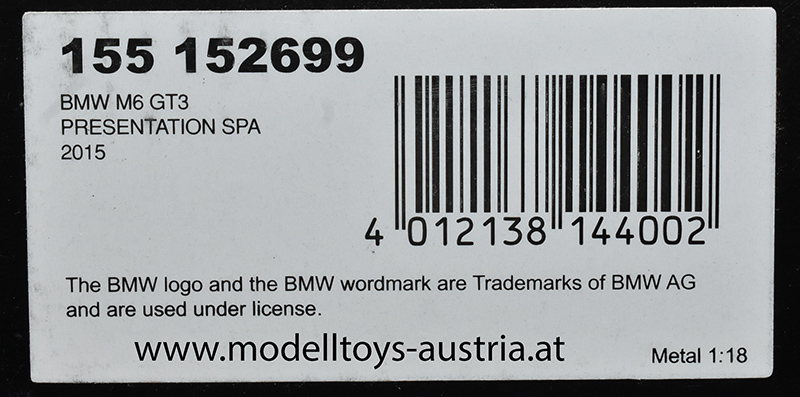 155 152699
BMW M6 GT3
PRESENTATION SPA
2015
4 012138 144002
The BMW logo and the BMW wordmark are Trademarks of BMW AG
and are used under license.
www.modelltoys-austria.at
Metal 1:18